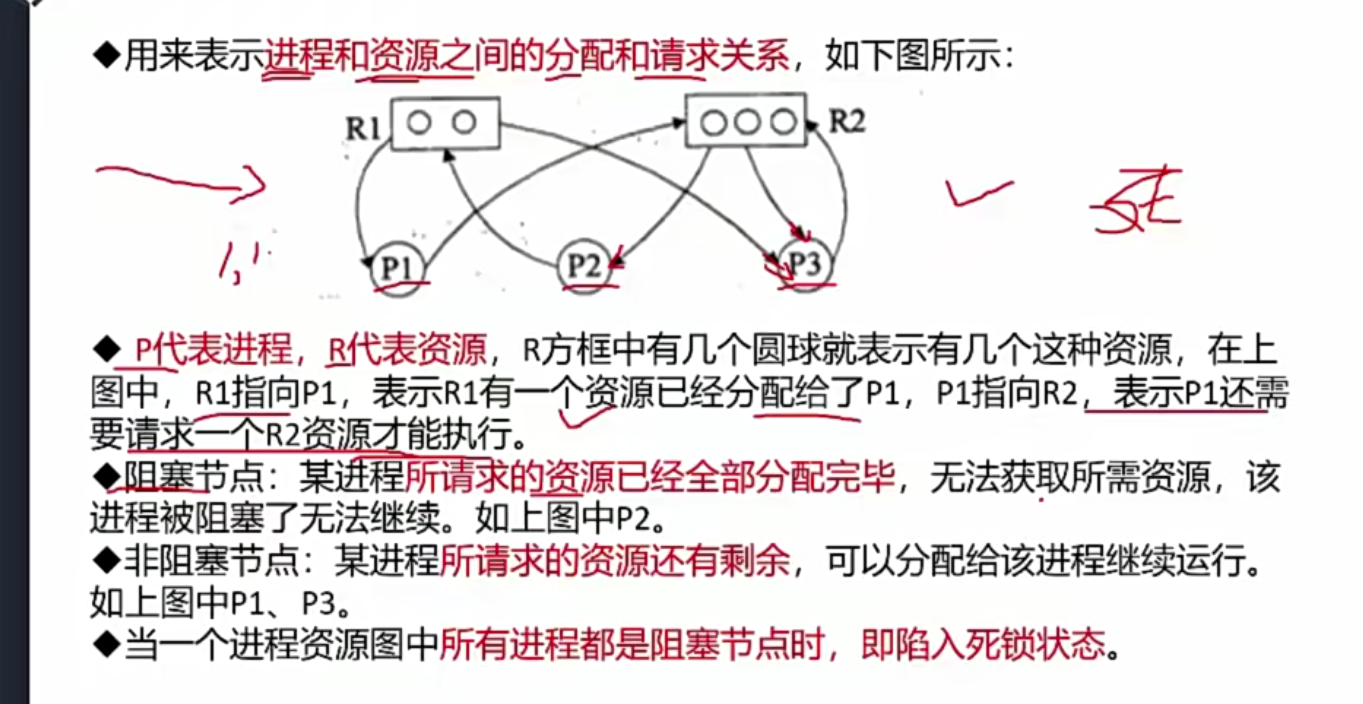 ◆用来表示进程和资源之间的分配和请求关系，如下图所示：
R1 R2
P1 P2 P3
◆ P代表进程，R代表资源，R方框中有几个圆球就表示有几个这种资源，在上
图中，R1指向P1，表示R1有一个资源已经分配给了P1，P1指向R2，表示P1还需
要请求一个R2资源才能执行。
◆阻塞节点：某进程所请求的资源已经全部分配完毕，无法获取所需资源，该
进程被阻塞了无法继续。如上图中P2。
◆非阻塞节点：某进程所请求的资源还有剩余，可以分配给该进程继续运行。
如上图中P1、P3。
◆当一个进程资源图中所有进程都是阻塞节点时，即陷入死锁状态。